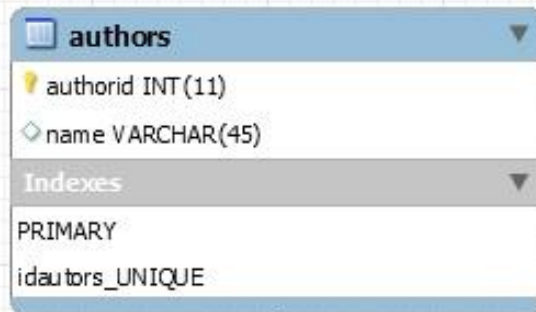 authors
authorid INT(11)
name VARCHAR(45)
Indexes
PRIMARY
idautors_UNIQUE